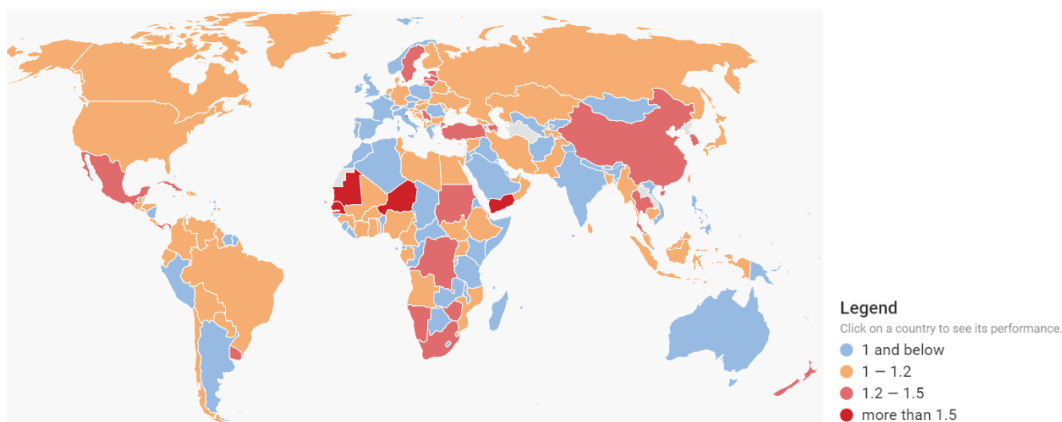 Legend
Click on a country to see its performance.
1 and below
1 — 1.2
1.2 — 1.5
more than 1.5